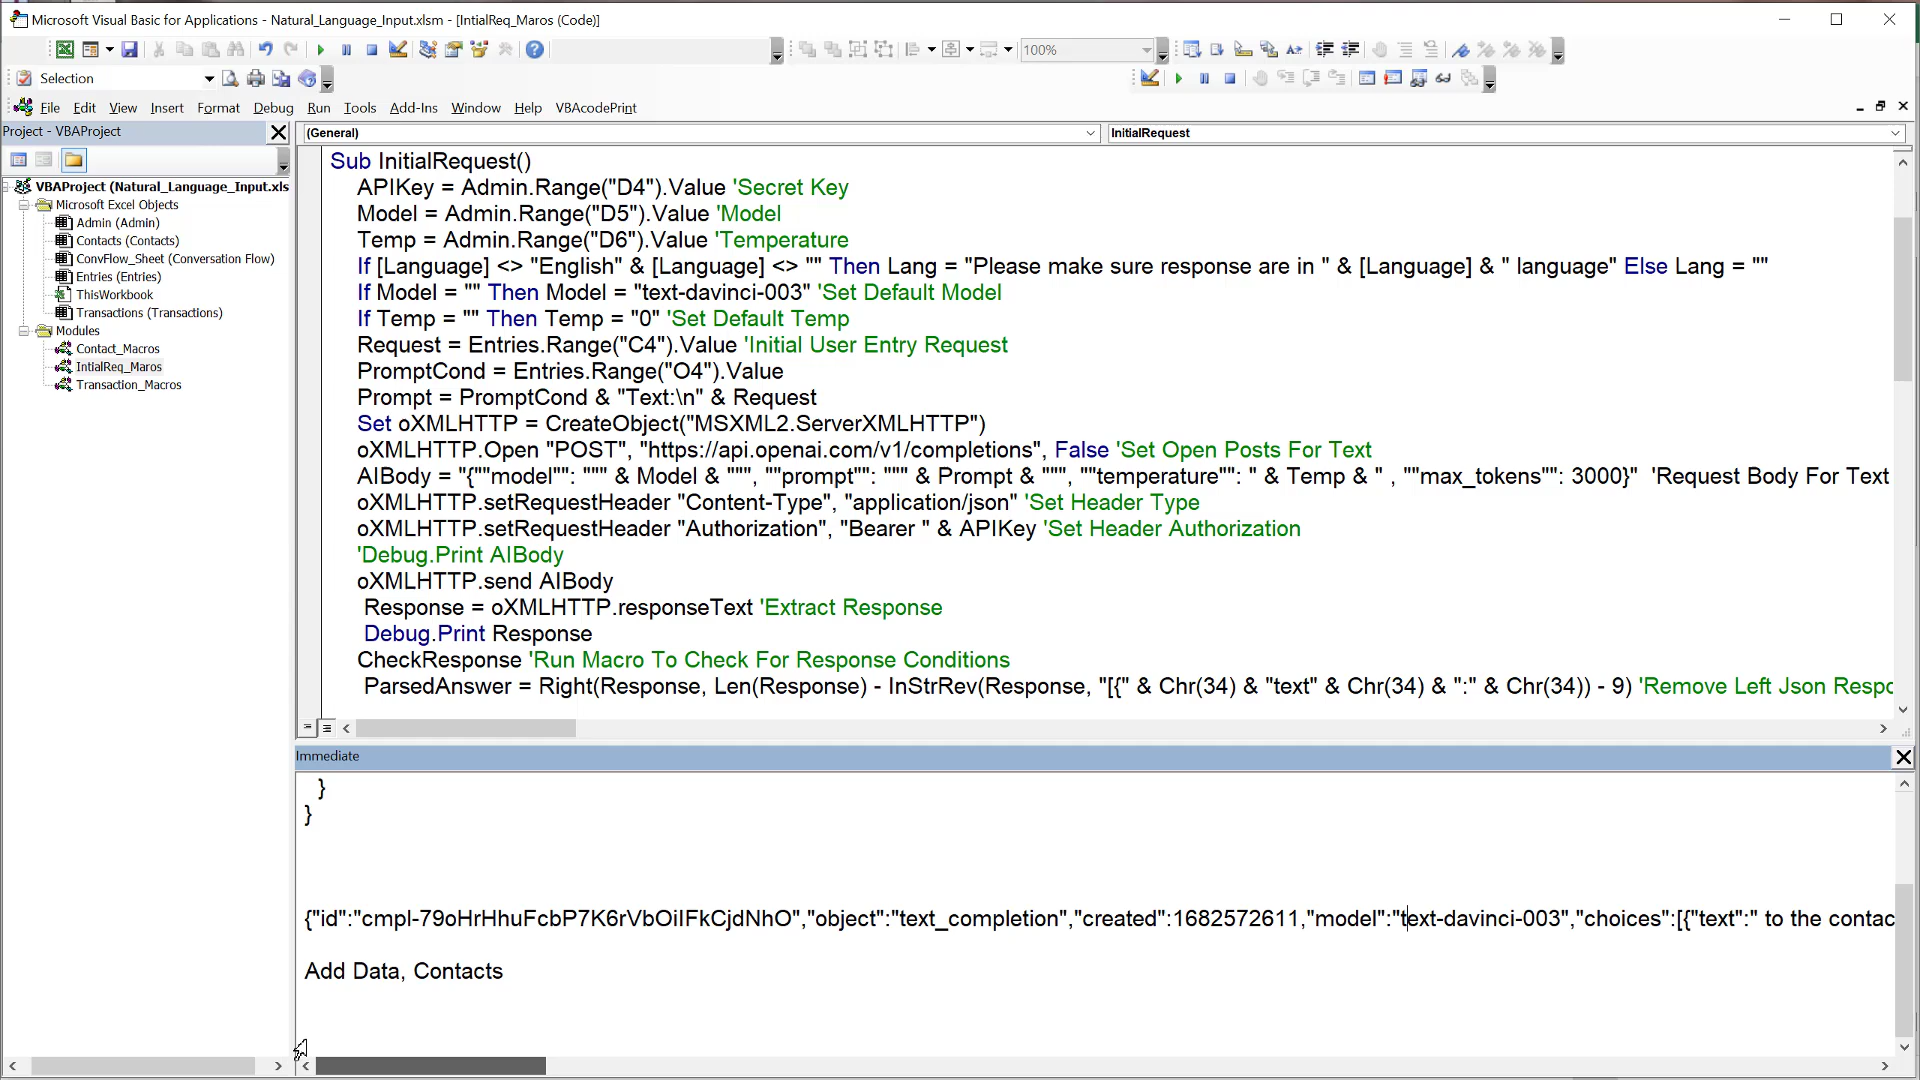 Microsoft Visual Basic for Applications - Natural_Language_Input.xlsm - [IntialReq_Maros (Code)]
100%
Selection
File Edit View Insert Format Debug Run Tools Add-Ins Window Help VBAcodePrint
Project - VBAProject
(General)
InitialRequest
VBAProject (Natural_Language_Input.xls
Microsoft Excel Objects
Admin (Admin)
Contacts (Contacts)
ConvFlow_Sheet (Conversation Flow)
Entries (Entries)
ThisWorkbook
Transactions (Transactions)
Modules
Contact_Macros
IntialReq_Maros
Transaction_Macros
Sub InitialRequest()
APIKey = Admin.Range("D4").Value 'Secret Key
Model = Admin.Range("D5").Value 'Model
Temp = Admin.Range("D6").Value 'Temperature
If [Language] <> "English" & [Language] <> "" Then Lang = "Please make sure response are in " & [Language] & " language" Else Lang = ""
If Model = "" Then Model = "text-davinci-003" 'Set Default Model
If Temp = "" Then Temp = "0" 'Set Default Temp
Request = Entries.Range("C4").Value 'Initial User Entry Request
PromptCond = Entries.Range("O4").Value
Prompt = PromptCond & "Text:\n" & Request
Set oXMLHTTP = CreateObject("MSXML2.ServerXMLHTTP")
oXMLHTTP.Open "POST", "https://api.openai.com/v1/completions", False 'Set Open Posts For Text
AIBody = "{""model"": """ & Model & """, ""prompt"": """ & Prompt & """, ""temperature"": " & Temp & " , ""max_tokens"": 3000}"  'Request Body For Text
oXMLHTTP.setRequestHeader "Content-Type", "application/json" 'Set Header Type
oXMLHTTP.setRequestHeader "Authorization", "Bearer " & APIKey 'Set Header Authorization
'Debug.Print AIBody
oXMLHTTP.send AIBody
Response = oXMLHTTP.responseText 'Extract Response
Debug.Print Response
CheckResponse 'Run Macro To Check For Response Conditions
ParsedAnswer = Right(Response, Len(Response) - InStrRev(Response, "[{" & Chr(34) & "text" & Chr(34) & ":" & Chr(34)) - 9) 'Remove Left Json Respo
Immediate
}
}
{"id":"cmpl-79oHrHhuFcbP7K6rVbOiIFkCjdNhO","object":"text_completion","created":1682572611,"model":"text-davinci-003","choices":[{"text":" to the contac
Add Data, Contacts